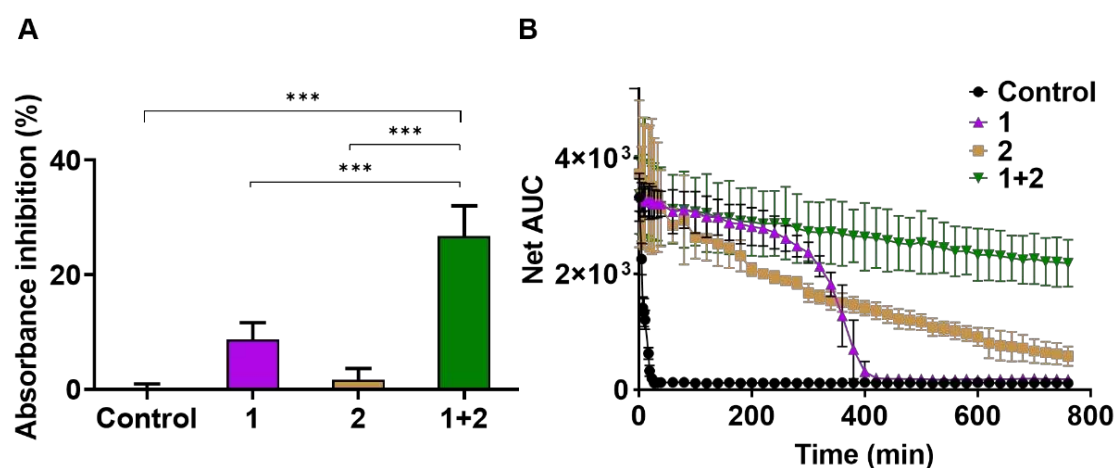 A
Absorbance inhibition (%)
40
20
0
***
***
***
Control
1
2
1+2
B
Net AUC
4×10³
2×10³
0
Control
1
2
1+2
0
200
400
600
800
Time (min)